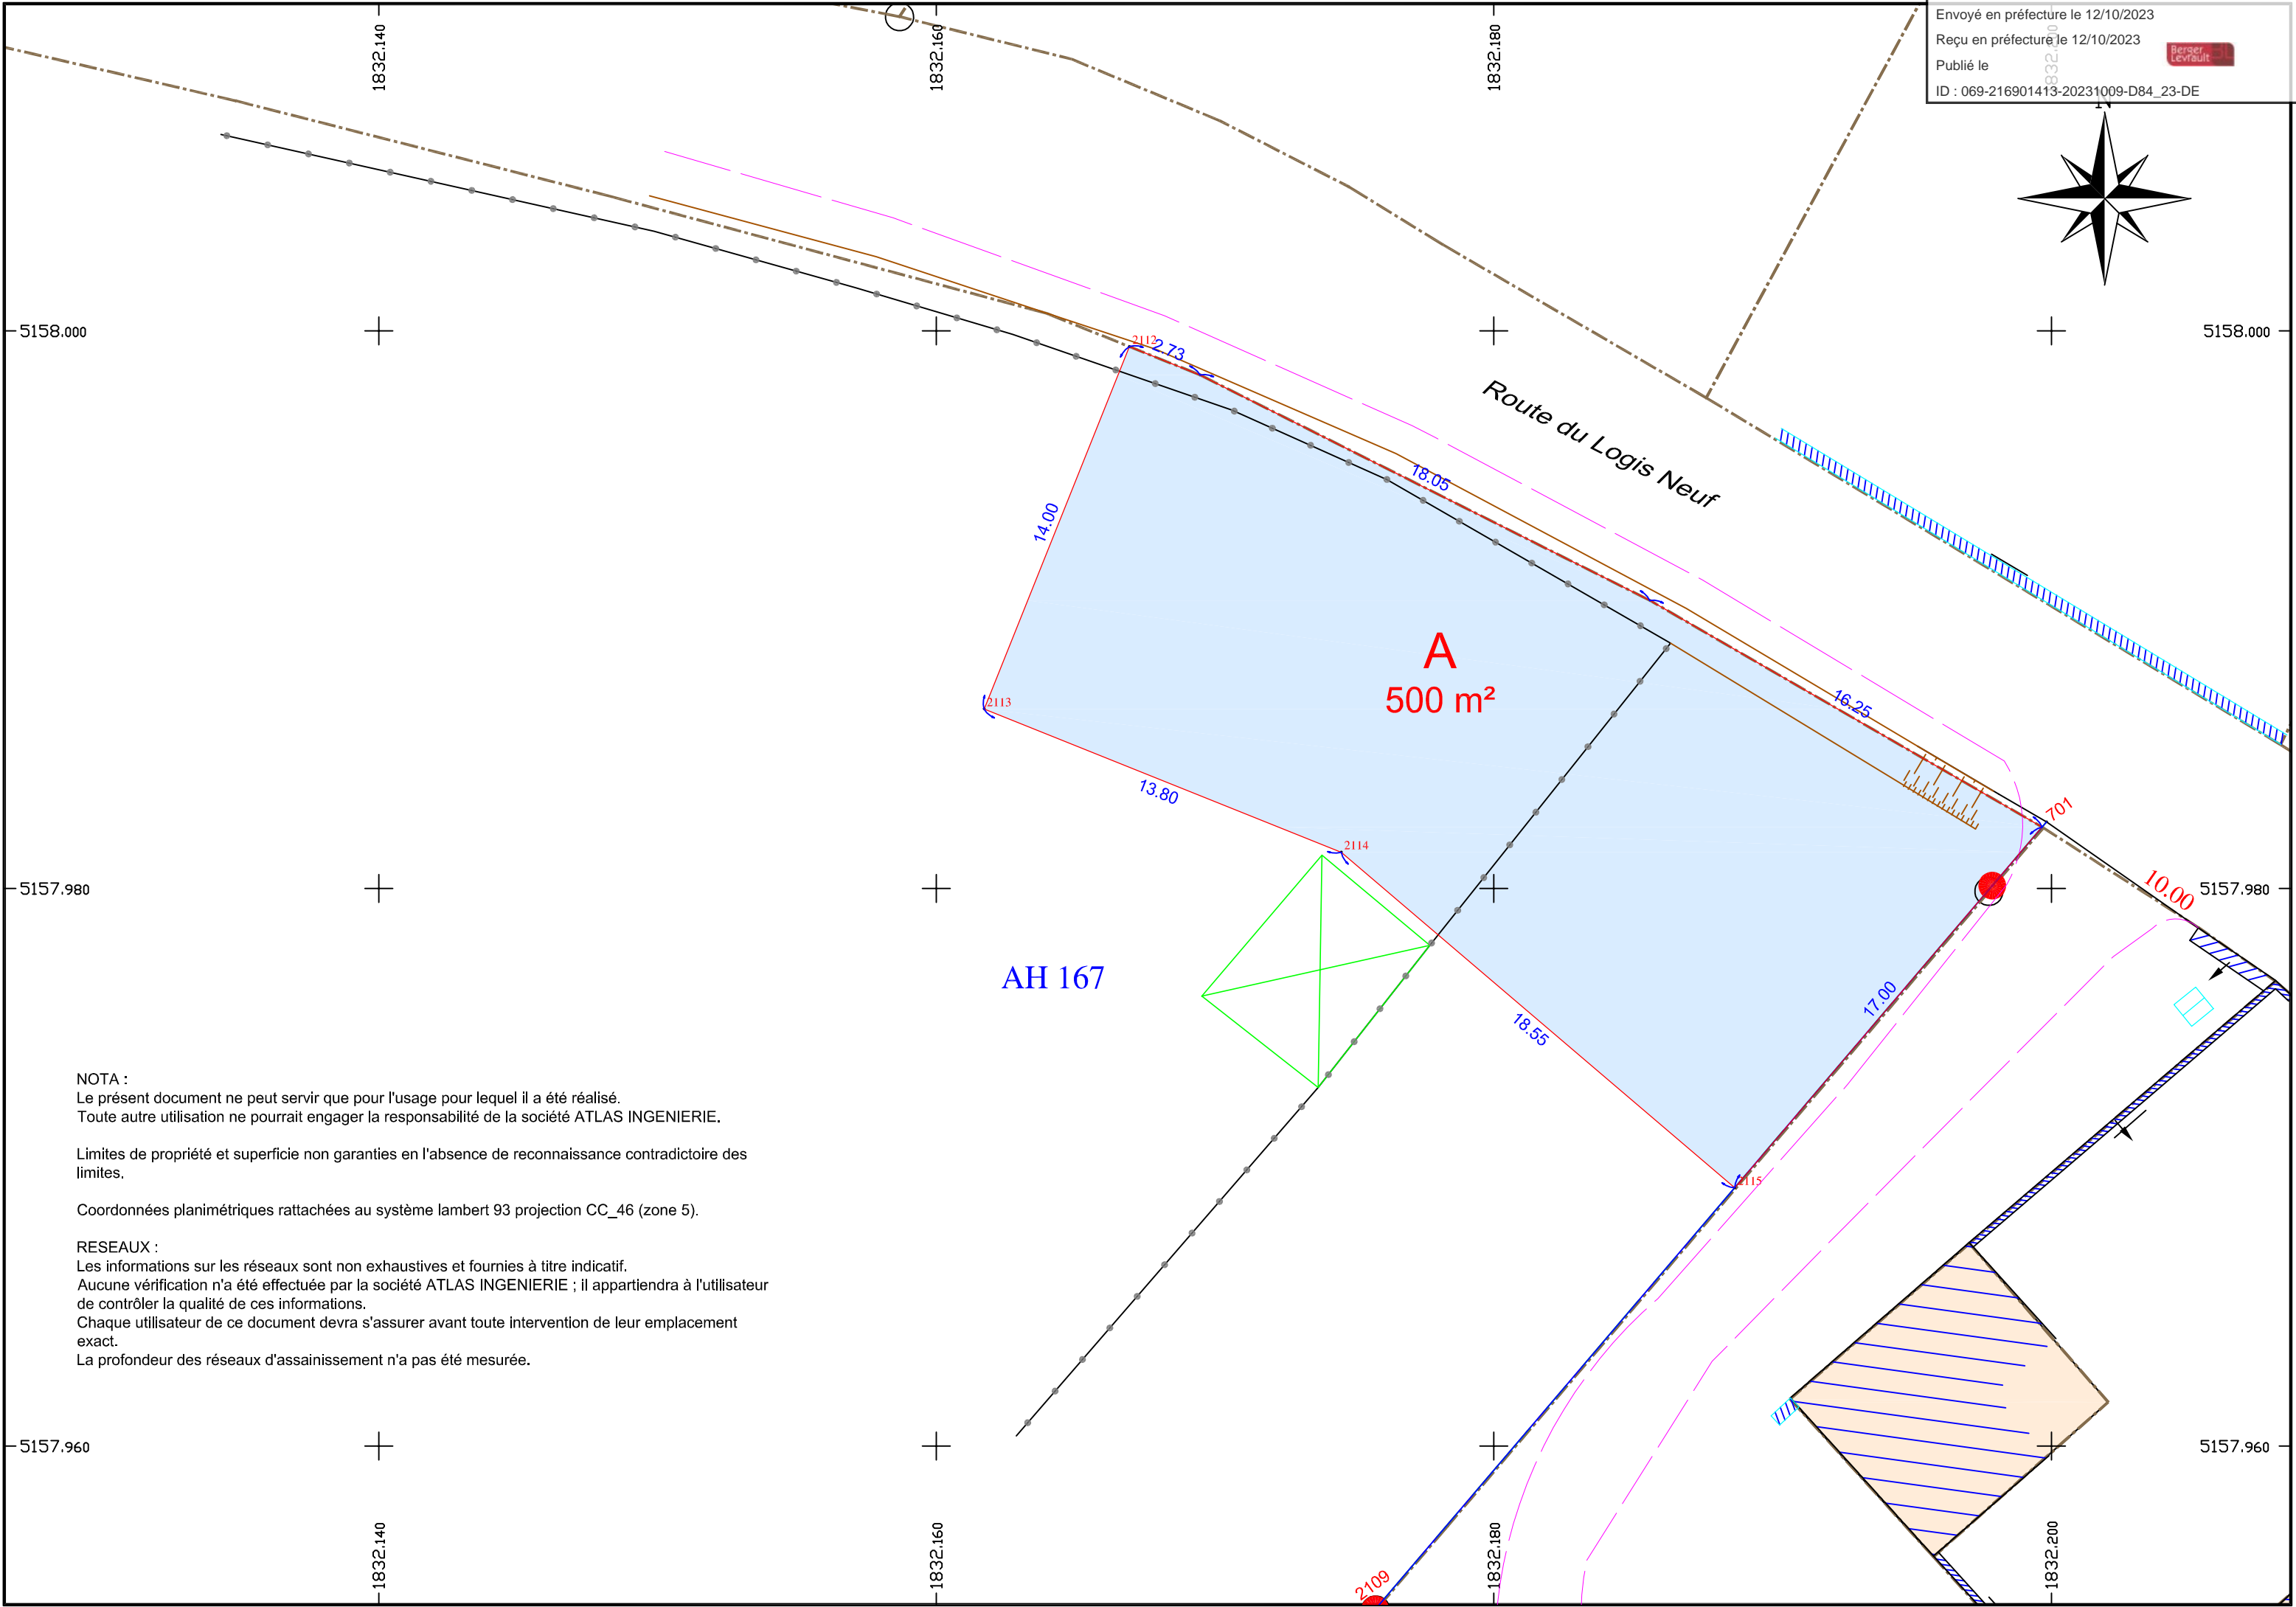 Envoyé en préfecture le 12/10/2023
Reçu en préfecture le 12/10/2023
Berger
Levrault
Publié le
ID : 069-216901413-20231009-D84_23-DE
1832.140
1832.160
1832.180
N
5158.000
5158.000
2112
2.73
Route du Logis Neuf
18.05
14.00
A
500 m²
2113
16.25
13.80
701
2114
10.00
5157.980
5157.980
AH 167
17.00
18.55
2115
NOTA :
Le présent document ne peut servir que pour l'usage pour lequel il a été réalisé.
Toute autre utilisation ne pourrait engager la responsabilité de la société ATLAS INGENIERIE.
Limites de propriété et superficie non garanties en l'absence de reconnaissance contradictoire des
limites.
Coordonnées planimétriques rattachées au système lambert 93 projection CC_46 (zone 5).
RESEAUX :
Les informations sur les réseaux sont non exhaustives et fournies à titre indicatif.
Aucune vérification n'a été effectuée par la société ATLAS INGENIERIE ; il appartiendra à l'utilisateur
de contrôler la qualité de ces informations.
Chaque utilisateur de ce document devra s'assurer avant toute intervention de leur emplacement
exact.
La profondeur des réseaux d'assainissement n'a pas été mesurée.
5157.960
5157.960
1832.140
1832.160
1832.180
1832.200
2109